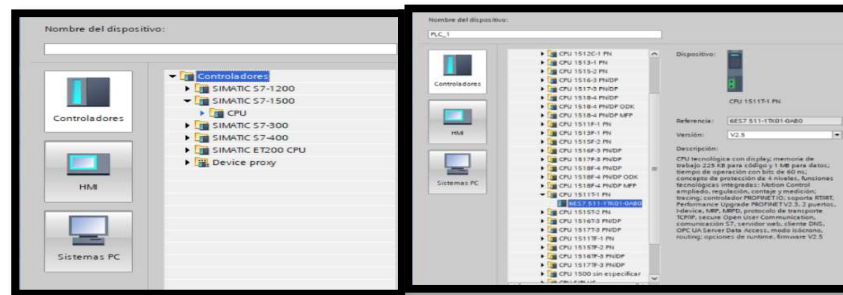 Nombre del dispositivo:
Controladores
HMI
Sistemas PC
Controladores
SIMATIC S7-1200
SIMATIC S7-1500
CPU
SIMATIC S7-300
SIMATIC S7-400
SIMATIC ET200 CPU
Device proxy
Nombre del dispositivo:
PLC_1
Controladores
HMI
Sistemas PC
CPU 1512C-1 PN
CPU 1513-1 PN
CPU 1515-2 PN
CPU 1516-3 PN/DP
CPU 1517-3 PN/DP
CPU 1518-4 PN/DP
CPU 1518-4 PN/DP ODK
CPU 1518-4 PN/DP MFP
CPU 1511F-1 PN
CPU 1513F-1 PN
CPU 1515F-2 PN
CPU 1516F-3 PN/DP
CPU 1517F-3 PN/DP
CPU 1518F-4 PN/DP
CPU 1518F-4 PN/DP ODK
CPU 1518F-4 PN/DP MFP
CPU 1511T-1 PN
6ES7 511-1TK01-0AB0
CPU 1515T-2 PN
CPU 1516T-3 PN/DP
CPU 1517T-3 PN/DP
CPU 1511TF-1 PN
CPU 1515TF-2 PN
CPU 1516TF-3 PN/DP
CPU 1517TF-3 PN/DP
CPU 1500 sin especificar
Dispositivo:
CPU 1511T-1 PN
Referencia: 6ES7 511-1TK01-0AB0
Versión: V2.5
Descripción:
CPU tecnológica con display; memoria de
trabajo 225 KB para código y 1 MB para datos;
tiempo de operación con bits de 60 ns;
concepto de protección de 4 niveles, funciones
tecnológicas integradas: Motion Control
ampliado, regulación, contaje y medición;
tracing; controlador PROFINET IO; soporta RT/IRT,
Performance Upgrade PROFINET V2.3, 2 puertos,
I-device, MRP, MRPD, protocolo de transporte
TCP/IP, secure Open User Communication,
comunicación S7, servidor web, cliente DNS,
OPC UA Server Data Access, modo isócrono,
routing; opciones de runtime, firmware V2.5